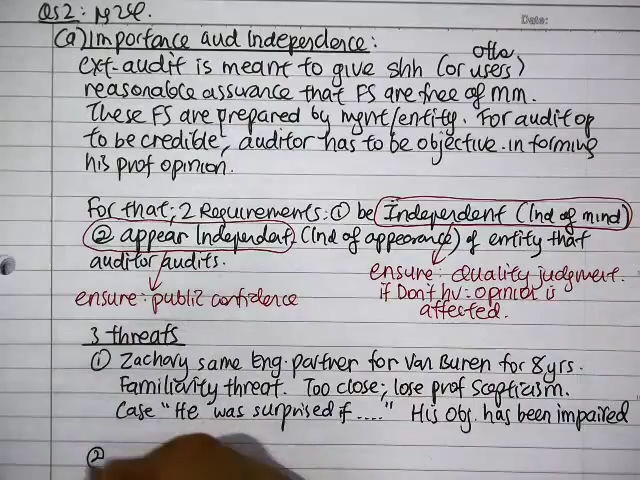 Qs2:
Date:
(a) Importance and Independence:
ext-audit is meant to give shh (or other users)
reasonable assurance that FS are free of mm.
These FS are prepared by mgmt/entity. For audit op
to be credible, auditor has to be objective in forming
his prof opinion.
For that; 2 Requirements: ① be Independent (Ind of mind)
② appear Independent (Ind of appearance) of entity that
auditor audits.
ensure: quality judgment.
if Don't hv: opinion is
affected.
ensure: public confidence
3 threats
① Zachary same Eng. partner for Van Buren for 8 yrs.
Familiarity threat. Too close; lose prof scepticism.
Case "He was surprised if ...." His Obj. has been impaired
②